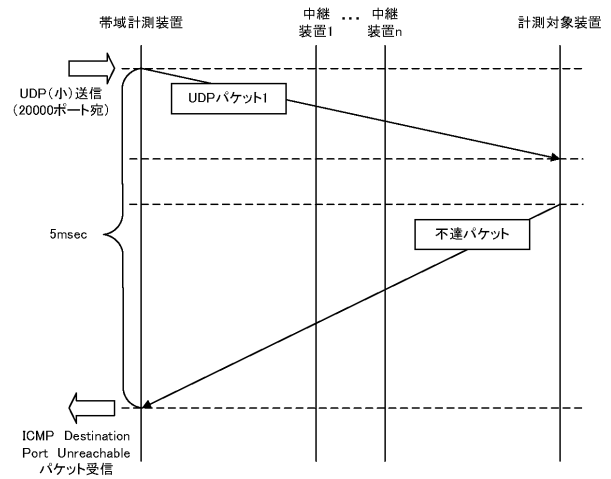 帯域計測装置
中継
装置1
･･･
中継
装置n
計測対象装置
UDP(小)送信
(20000ポート宛)
UDPパケット1
5msec
不達パケット
ICMP Destination
Port Unreachable
パケット受信